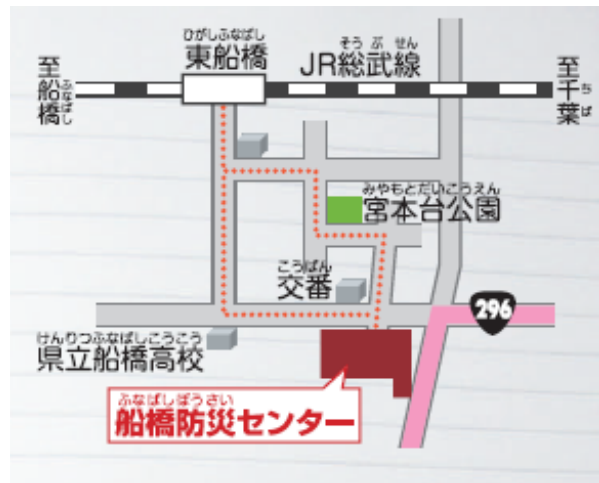 ひがしふなばし
東船橋
そうぶせん
JR総武線
至船橋
ふなばし
至千葉
ちば
みやもとだいこうえん
宮本台公園
こうばん
交番
296
けんりつふなばしこうこう
県立船橋高校
ふなばしぼうさい
船橋防災センター